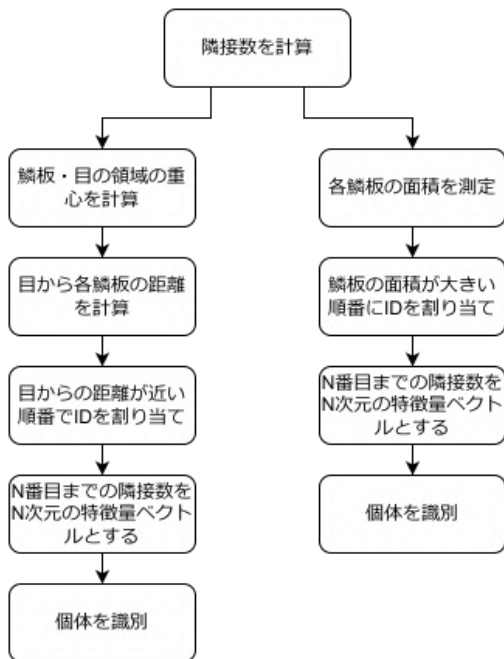 隣接数を計算
鱗板・目の領域の重
心を計算
目から各鱗板の距離
を計算
目からの距離が近い
順番でIDを割り当て
N番目までの隣接数を
N次元の特徴量ベク
トルとする
個体を識別
各鱗板の面積を測定
鱗板の面積が大きい
順番にIDを割り当て
N番目までの隣接数を
N次元の特徴量ベクト
ルとする
個体を識別